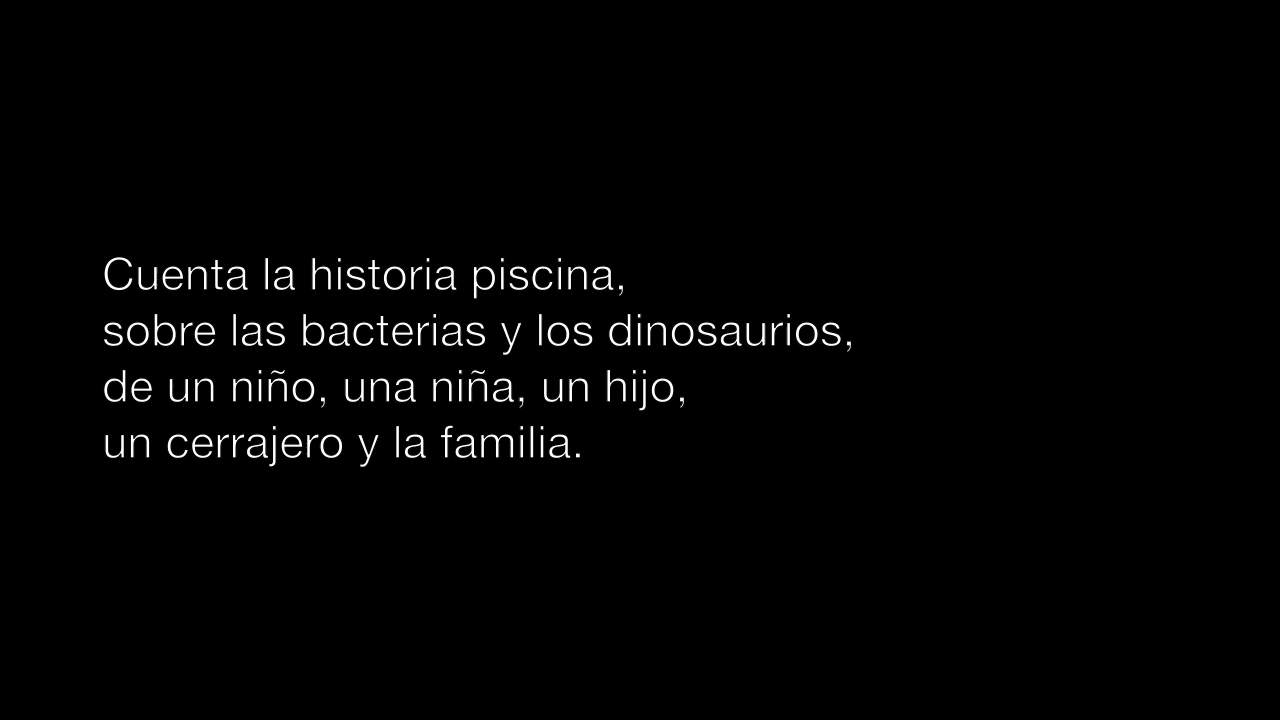 Cuenta la historia piscina,
sobre las bacterias y los dinosaurios,
de un niño, una niña, un hijo,
un cerrajero y la familia.